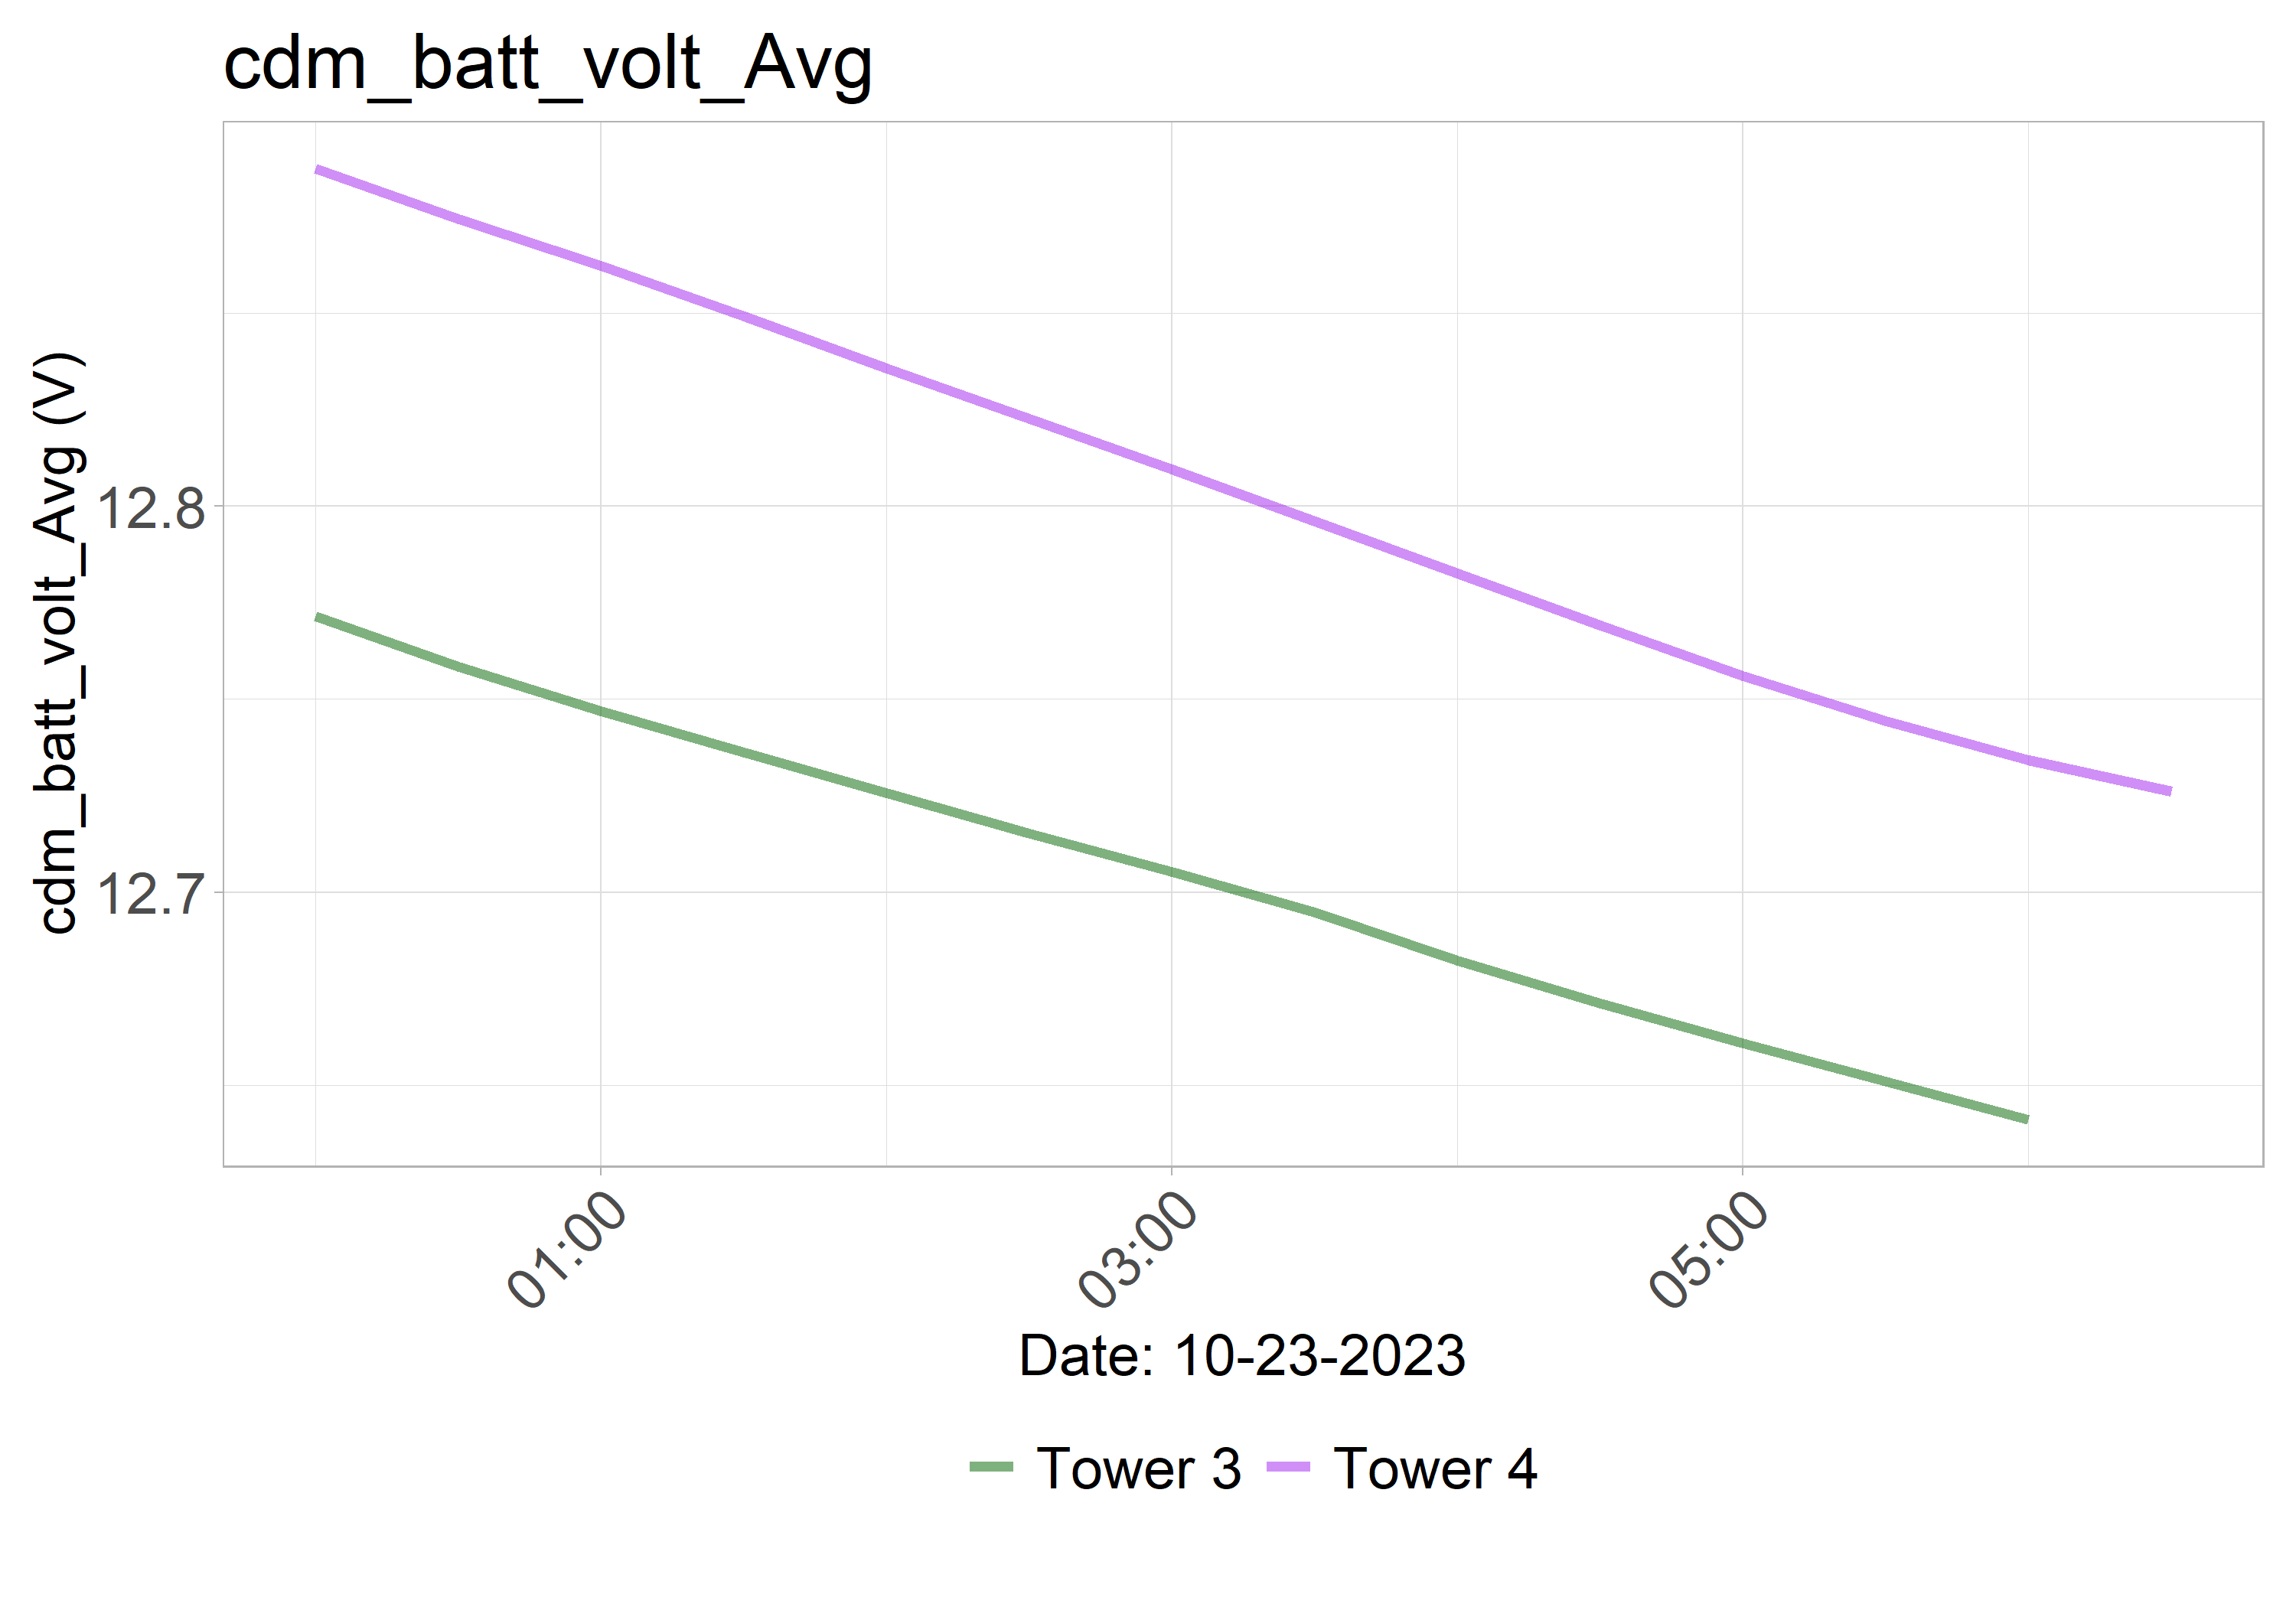 cdm_batt_volt_Avg
cdm_batt_volt_Avg (V)
12.8
12.7
01:00
03:00
05:00
Date: 10-23-2023
Tower 3
Tower 4